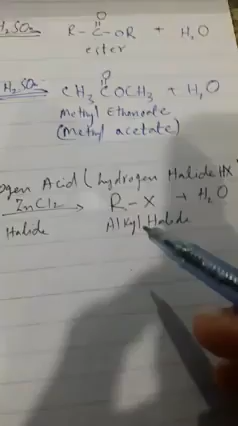 H₂SO₄ R-C-OR + H₂O
O
ester
H₂SO₄ CH₃COCH₃ + H₂O
O
Methyl Ethanoate
(Methyl acetate)
ogen Acid (hydrogen Halide HX)
ZnCl₂ R-X + H₂O
Halide Alkyl Halide